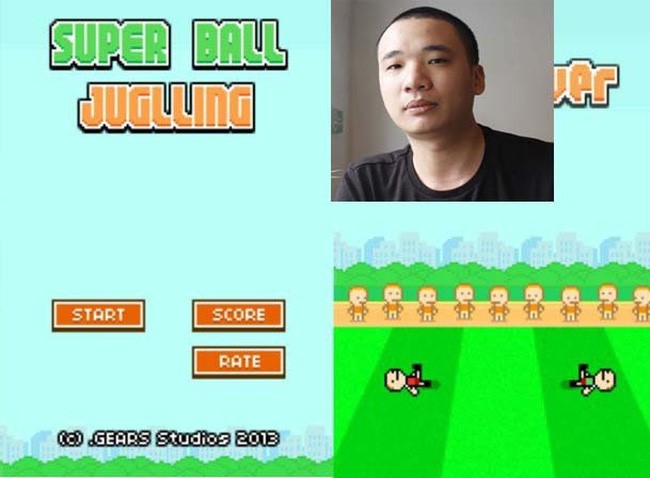 SUPER BALL
JUGLLING
START
SCORE
RATE
(c) .GEARS Studios 2013